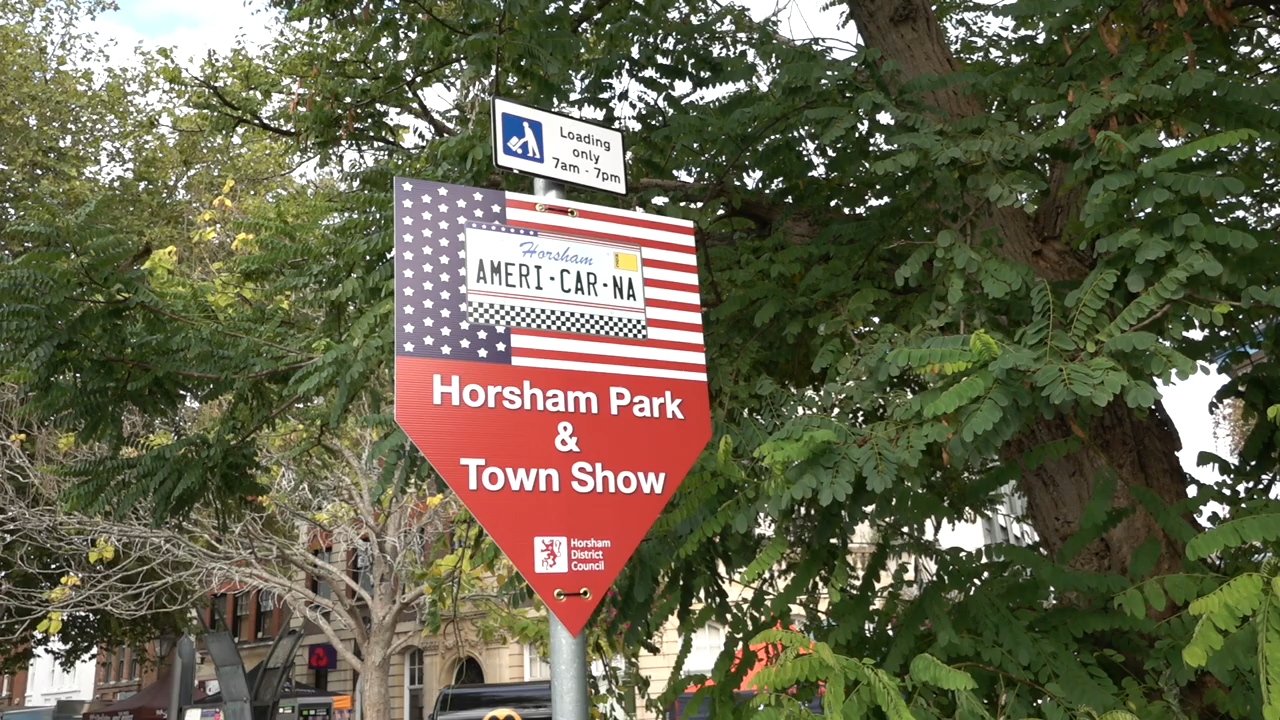 Loading
only
7am - 7pm
Horsham
AMERI·CAR·NA
Horsham Park
&
Town Show
Horsham
District
Council